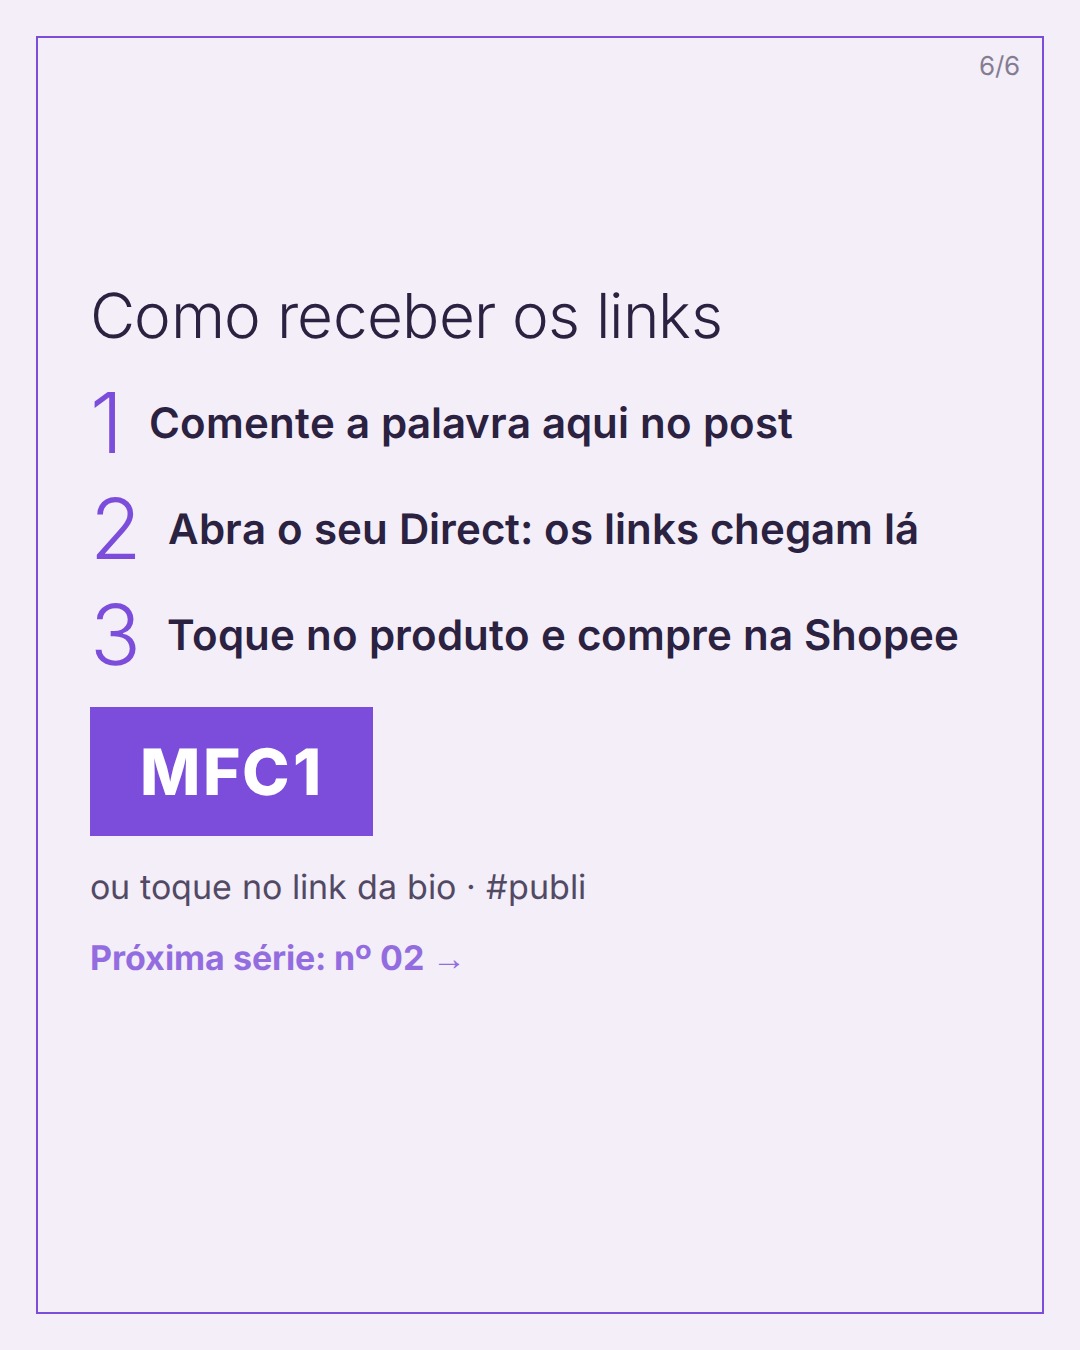 6/6
Como receber os links
1 Comente a palavra aqui no post
2 Abra o seu Direct: os links chegam lá
3 Toque no produto e compre na Shopee
MFC1
ou toque no link da bio · #publi
Próxima série: nº 02 →